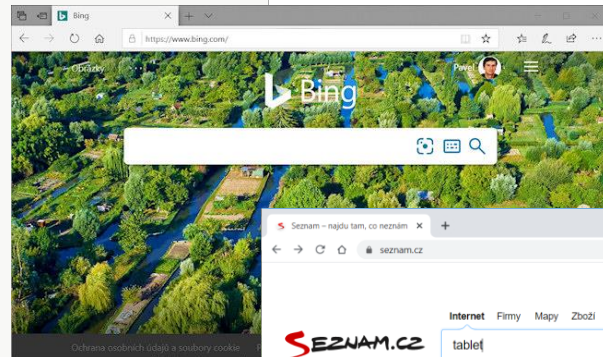 Bing
https://www.bing.com/
Obrázky
Pavel
Bing
Seznam – najdu tam, co neznám
seznam.cz
Internet Firmy Mapy Zboží
SEZNAM.CZ
tablet
Ochrana osobních údajů a soubory cookie